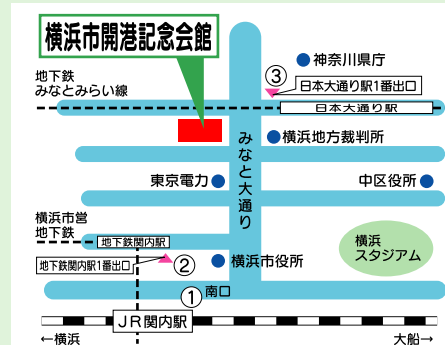 横浜市開港記念会館
神奈川県庁
③
地下鉄
みなとみらい線
日本大通り駅1番出口
日本大通り駅
みなと大通り
横浜地方裁判所
東京電力
中区役所
横浜市営
地下鉄
地下鉄関内駅
横浜
スタジアム
地下鉄関内駅1番出口
②
横浜市役所
①
南口
JR関内駅
←横浜
大船→